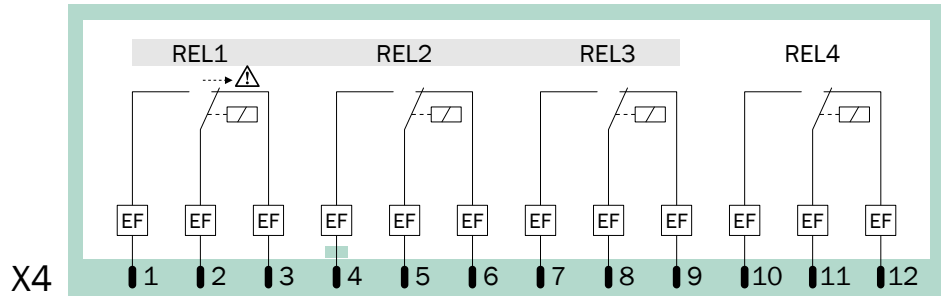 REL1 REL2 REL3 REL4
EF EF EF EF EF EF EF EF EF EF EF EF
X4 1 2 3 4 5 6 7 8 9 10 11 12